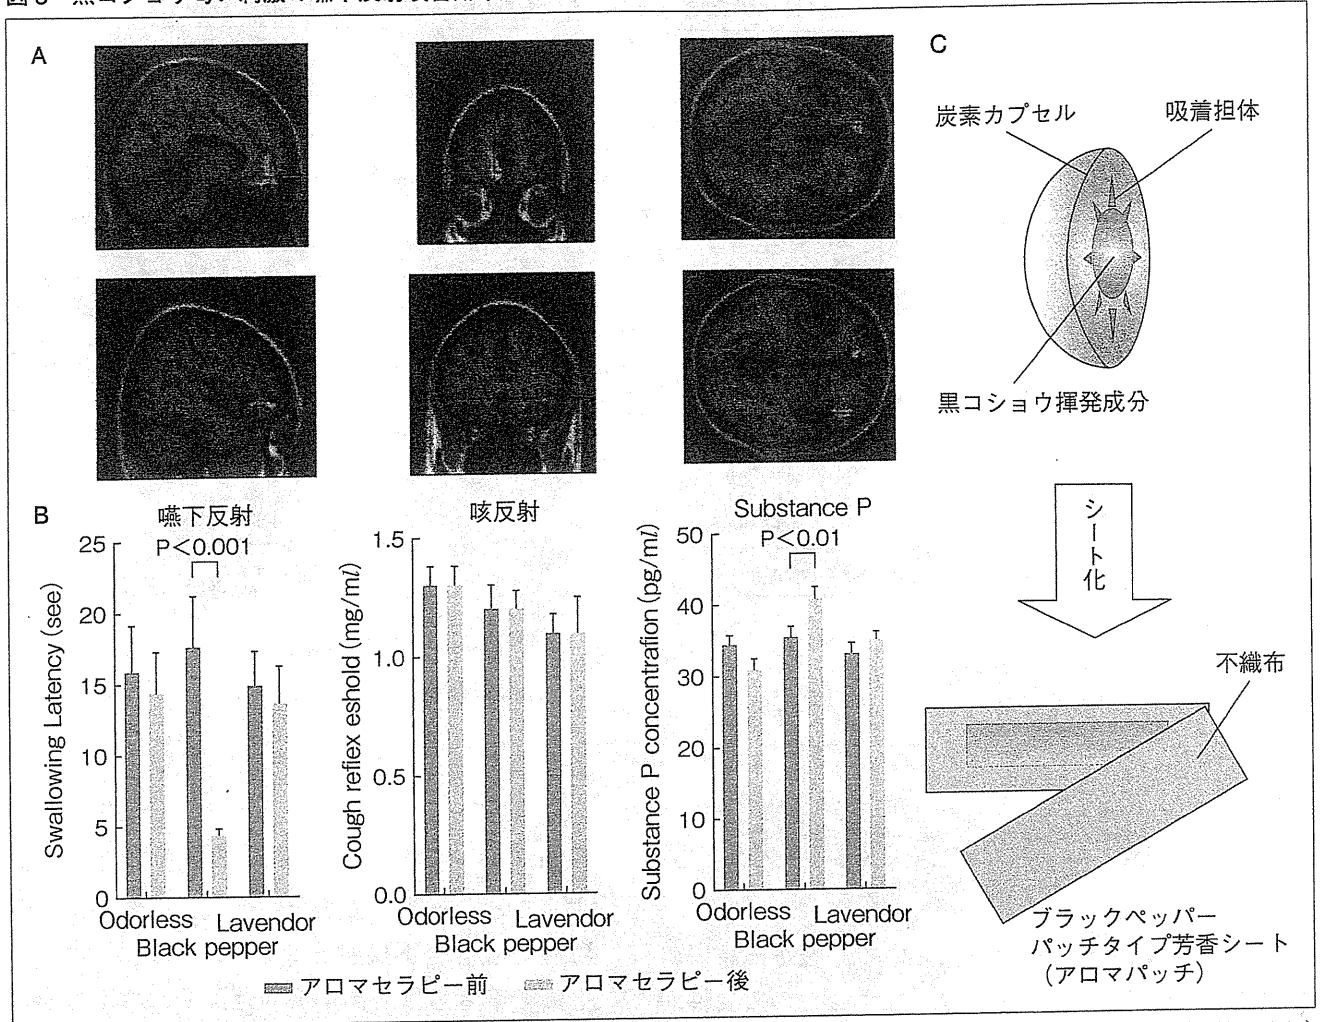 A
C
炭素カプセル
吸着担体
黒コショウ揮発成分
シート化
不織布
ブラックペッパー
パッチタイプ芳香シート
(アロマパッチ)
B
嚥下反射
P<0.001
Swallowing Latency (see)
25
20
15
10
5
0
Odorless
Lavendor
Black pepper
咳反射
Cough reflex eshold (mg/ml)
1.5
1.0
0.5
0.0
Odorless
Lavendor
Black pepper
Substance P
P<0.01
Substance P concentration (pg/ml)
50
40
30
20
10
0
Odorless
Lavendor
Black pepper
アロマセラピー前
アロマセラピー後